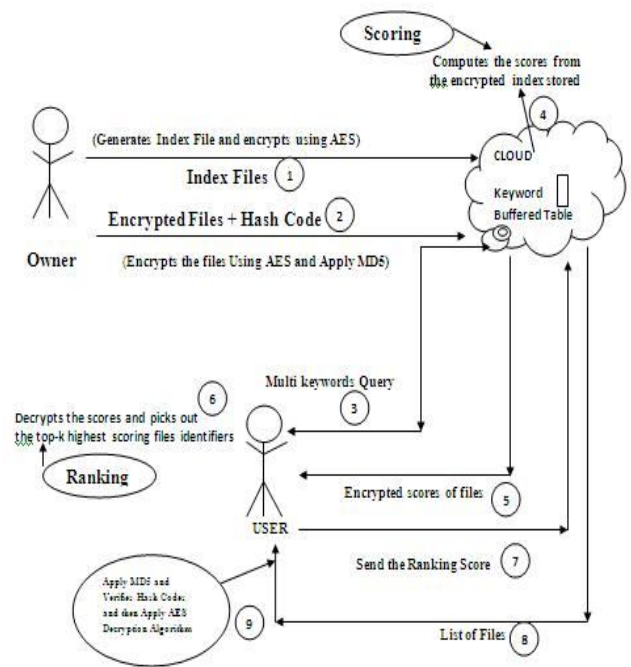 Scoring
Computes the scores from
the encrypted index stored
4
(Generates Index File and encrypts using AES)
CLOUD
Index Files
1
Keyword
Buffered Table
Encrypted Files + Hash Code
2
Owner
(Encrypts the files Using AES and Apply MD5)
Multi keywords Query
3
6
Decrypts the scores and picks out
the top-k highest scoring files identifiers
Ranking
Encrypted scores of files
5
USER
Send the Ranking Score
7
Apply MD5 and
Verifies Hash Codes
and then Apply AES
Decryption Algorithm
9
List of Files
8